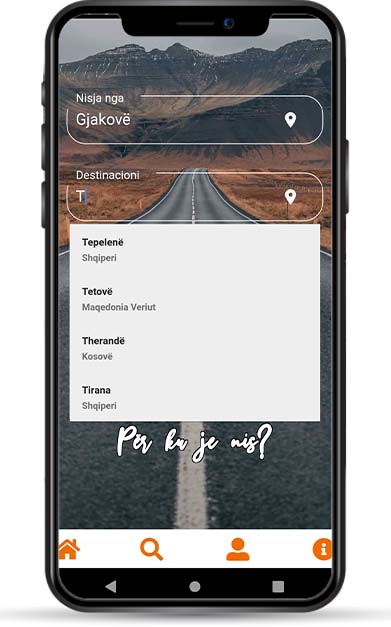 Nisja nga
Gjakovë
Destinacioni
T
Tepelenë
Shqiperi
Tetovë
Maqedonia Veriut
Therandë
Kosovë
Tirana
Shqiperi
Për ku je nis?